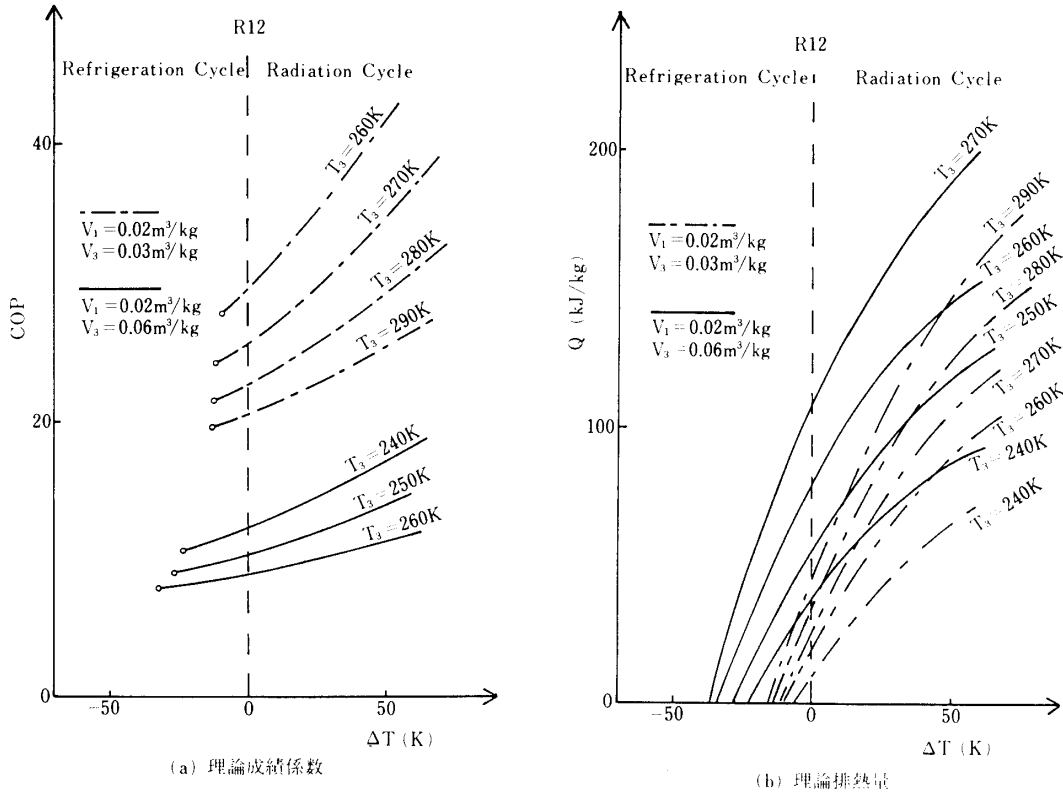 R12
Refrigeration Cycle
Radiation Cycle
40
20
0
COP
T₃=260K
T₃=270K
T₃=280K
T₃=290K
V₁=0.02m³/kg
V₃=0.03m³/kg
V₁=0.02m³/kg
V₃=0.06m³/kg
T₃=240K
T₃=250K
T₃=260K
−50
0
50
ΔT (K)
(a) 理論成績係数
R12
Refrigeration Cycle
Radiation Cycle
200
100
0
Q (kJ/kg)
V₁=0.02m³/kg
V₃=0.03m³/kg
V₁=0.02m³/kg
V₃=0.06m³/kg
T₃=270K
T₃=290K
T₃=260K
T₃=280K
T₃=250K
T₃=270K
T₃=260K
T₃=240K
T₃=240K
−50
0
50
ΔT (K)
(b) 理論排熱量